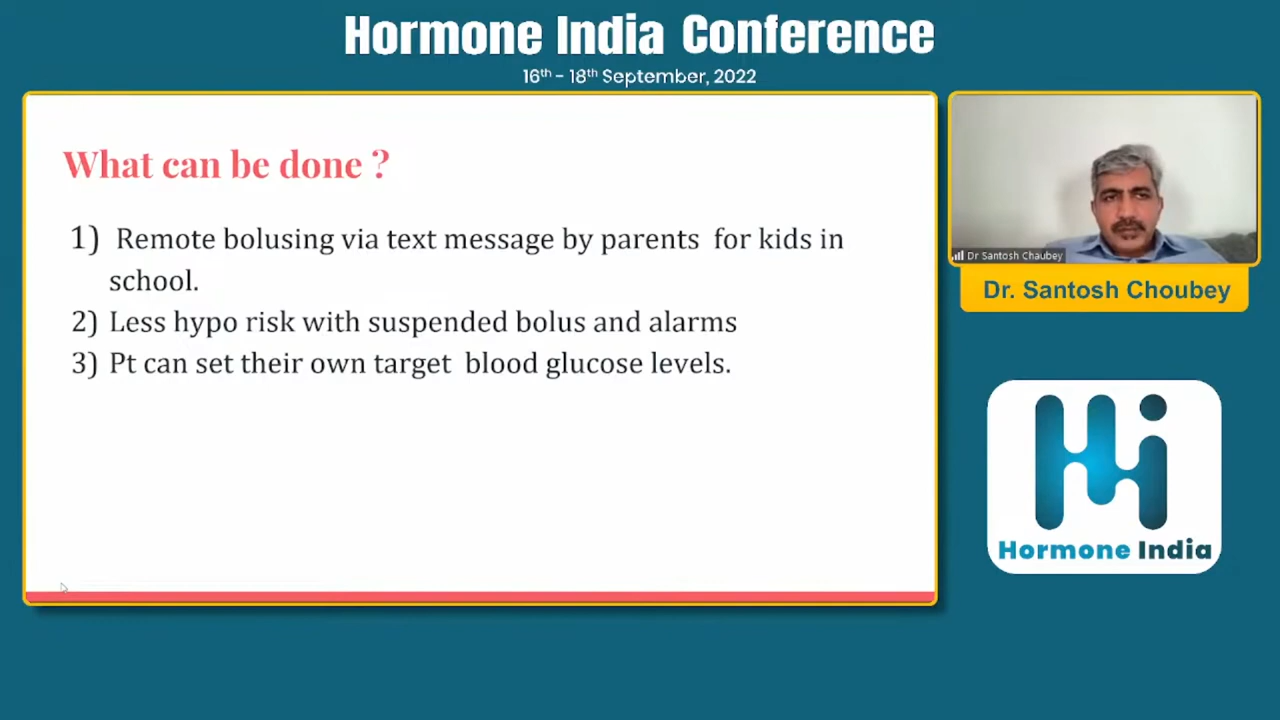 Hormone India Conference
16th - 18th September, 2022
What can be done ?
1) Remote bolusing via text message by parents for kids in
school.
2) Less hypo risk with suspended bolus and alarms
3) Pt can set their own target blood glucose levels.
Dr Santosh Chaubey
Dr. Santosh Choubey
Hi
Hormone India